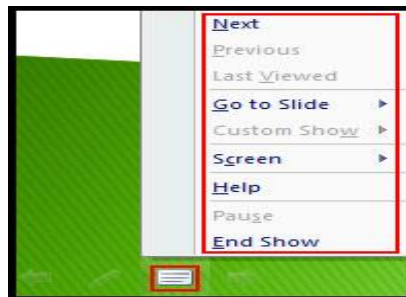 Next
Previous
Last Viewed
Go to Slide
Custom Show
Screen
Help
Pause
End Show